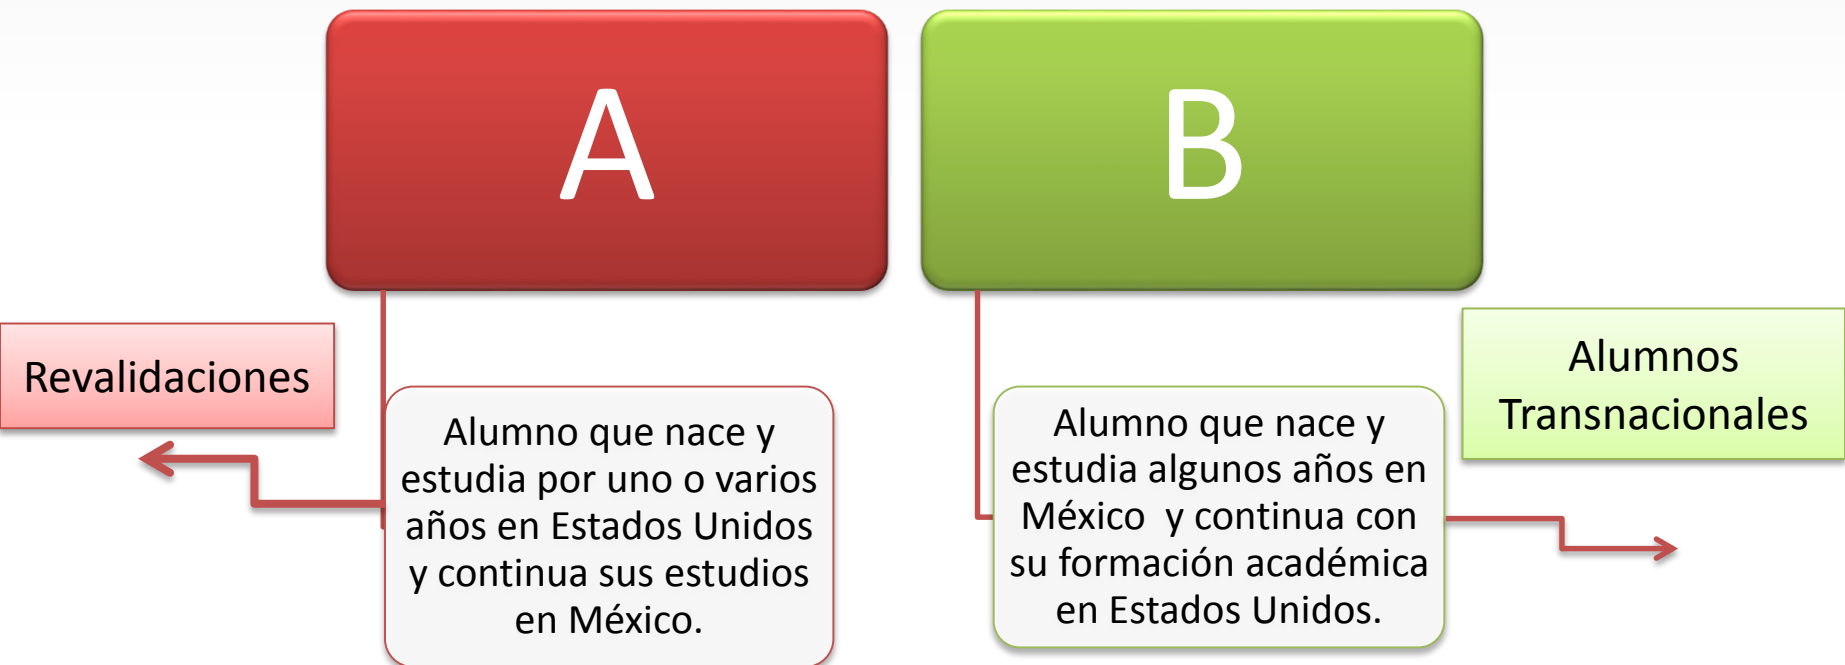 A
B
Revalidaciones
Alumno que nace y
estudia por uno o varios
años en Estados Unidos
y continua sus estudios
en México.
Alumno que nace y
estudia algunos años en
México  y continua con
su formación académica
en Estados Unidos.
Alumnos
Transnacionales